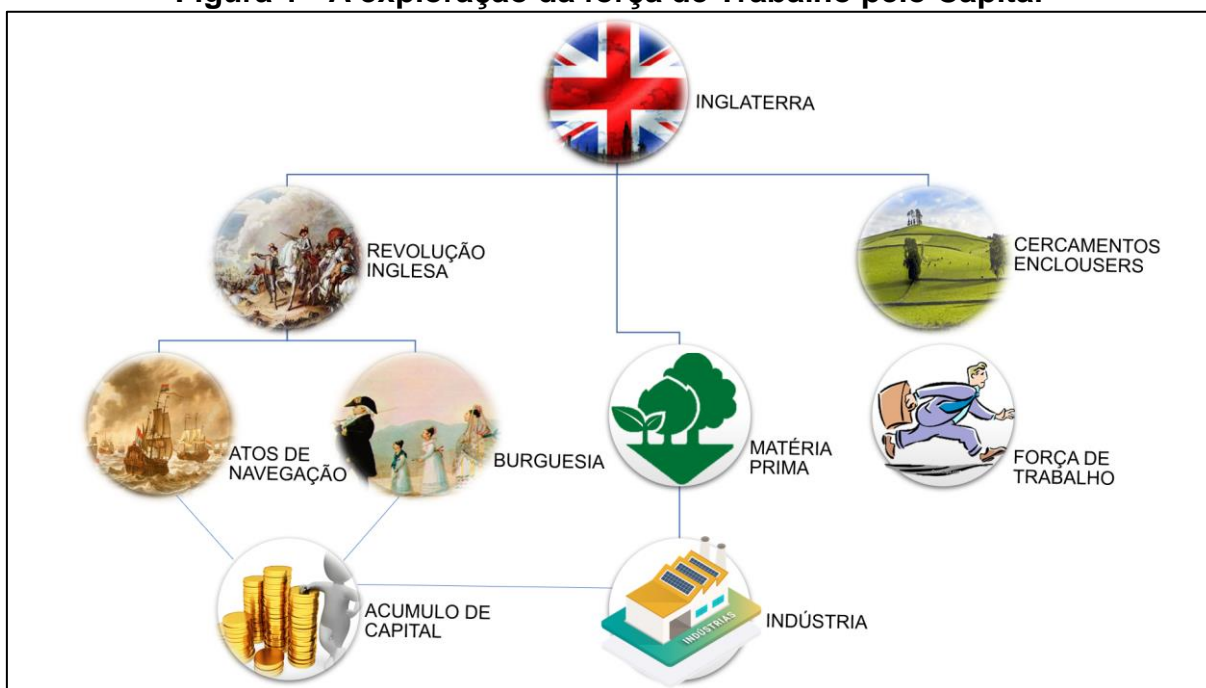 Figura 1 - A exploração da força de Trabalho pelo Capital
INGLATERRA
REVOLUÇÃO
INGLESA
CERCAMENTOS
ENCLOUSERS
ATOS DE
NAVEGAÇÃO
BURGUESIA
MATÉRIA
PRIMA
FORÇA DE
TRABALHO
ACUMULO DE
CAPITAL
INDÚSTRIAS
INDÚSTRIA